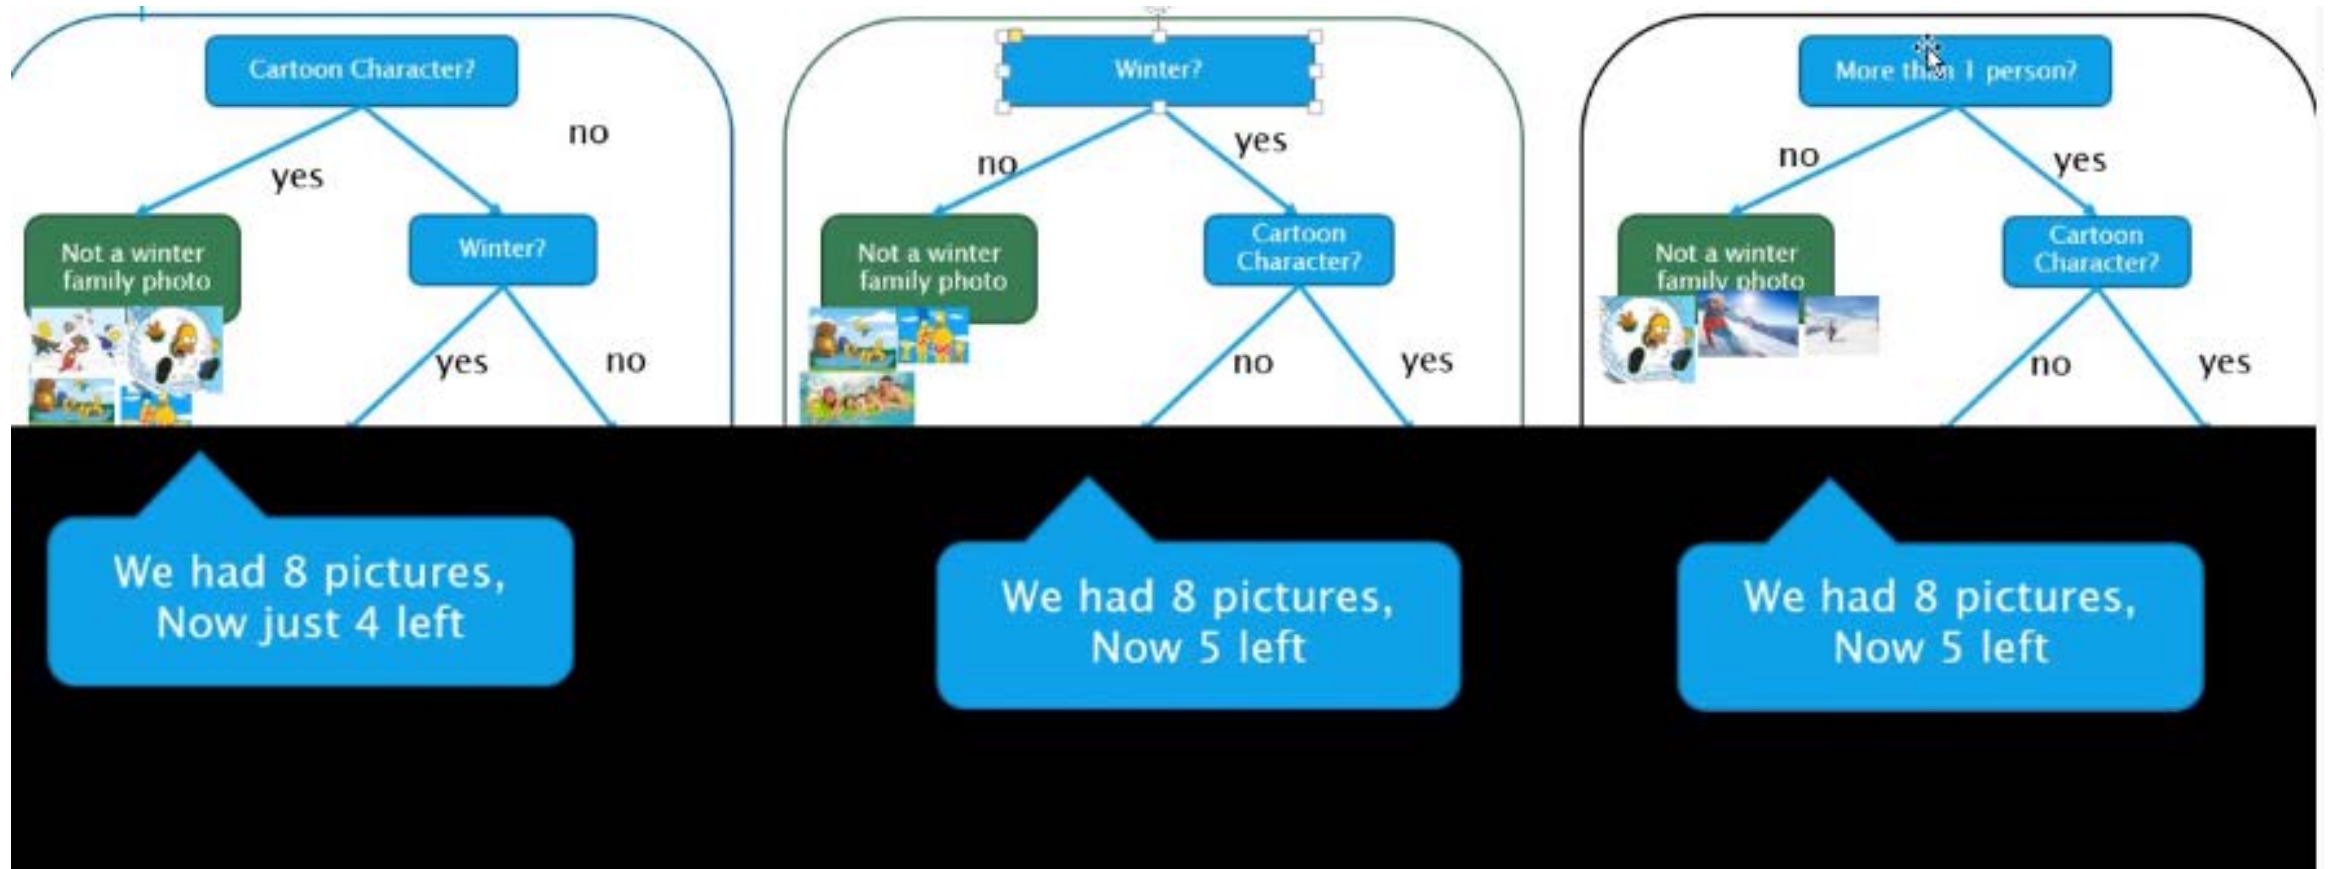 Cartoon Character?
yes
no
Not a winter
family photo
Winter?
yes
no
We had 8 pictures,
Now just 4 left
Winter?
no
yes
Not a winter
family photo
Cartoon
Character?
no
yes
We had 8 pictures,
Now 5 left
More than 1 person?
no
yes
Not a winter
family photo
Cartoon
Character?
no
yes
We had 8 pictures,
Now 5 left